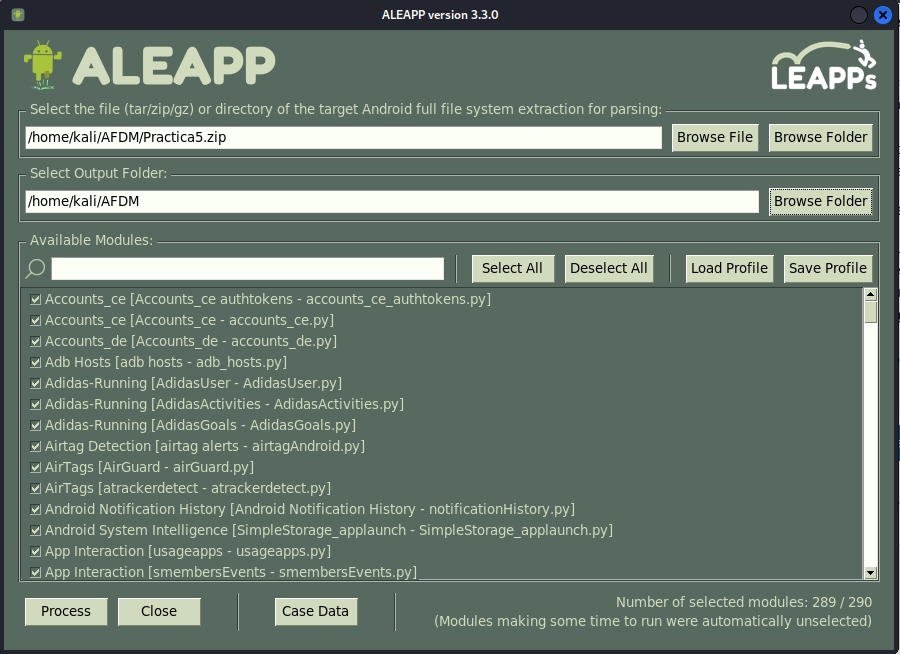 ALEAPP version 3.3.0
ALEAPP
LEAPPs
Select the file (tar/zip/gz) or directory of the target Android full file system extraction for parsing:
/home/kali/AFDM/Practica5.zip Browse File Browse Folder
Select Output Folder:
/home/kali/AFDM Browse Folder
Available Modules:
Select All Deselect All Load Profile Save Profile
Accounts_ce [Accounts_ce authtokens - accounts_ce_authtokens.py]
Accounts_ce [Accounts_ce - accounts_ce.py]
Accounts_de [Accounts_de - accounts_de.py]
Adb Hosts [adb hosts - adb_hosts.py]
Adidas-Running [AdidasUser - AdidasUser.py]
Adidas-Running [AdidasActivities - AdidasActivities.py]
Adidas-Running [AdidasGoals - AdidasGoals.py]
Airtag Detection [airtag alerts - airtagAndroid.py]
AirTags [AirGuard - airGuard.py]
AirTags [atrackerdetect - atrackerdetect.py]
Android Notification History [Android Notification History - notificationHistory.py]
Android System Intelligence [SimpleStorage_applaunch - SimpleStorage_applaunch.py]
App Interaction [usageapps - usageapps.py]
App Interaction [smembersEvents - smembersEvents.py]
Process Close Case Data
Number of selected modules: 289 / 290
(Modules making some time to run were automatically unselected)